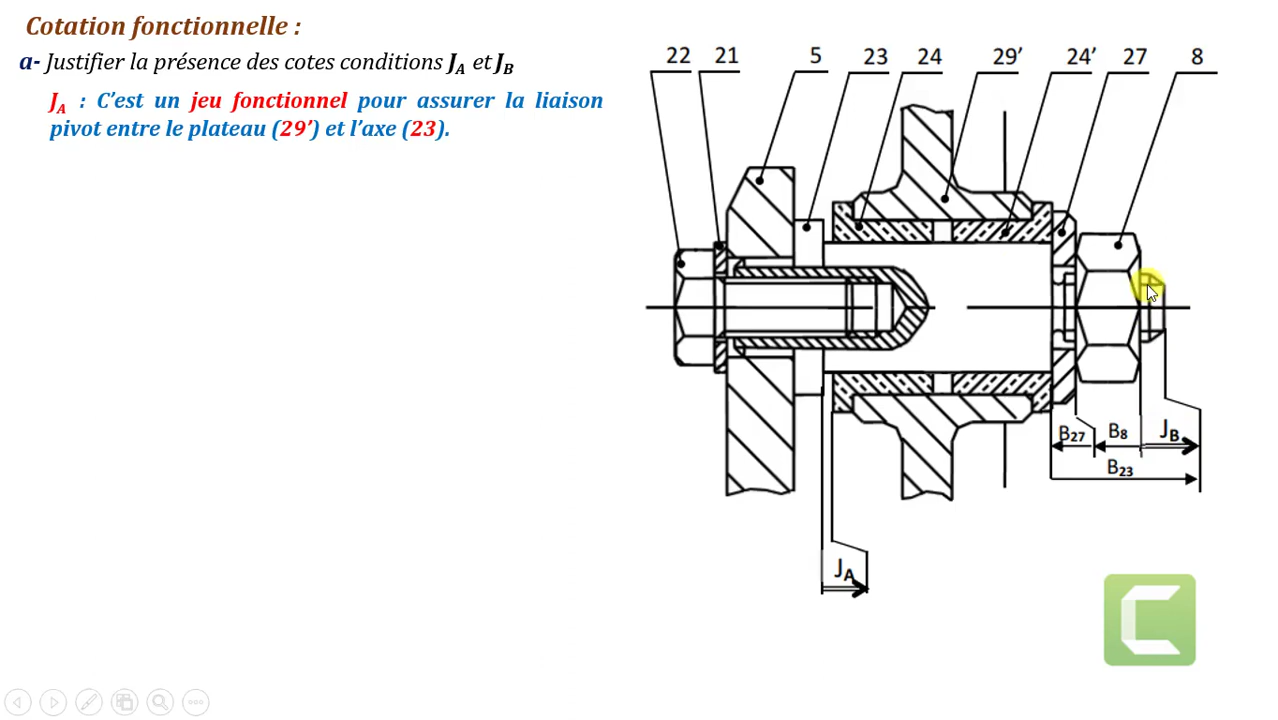 Cotation fonctionnelle :
a- Justifier la présence des cotes conditions JA et JB
JA : C’est un jeu fonctionnel pour assurer la liaison
pivot entre le plateau (29’) et l’axe (23).
22 21 5 23 24 29’ 24’ 27 8
B27 B8 JB
B23
JA